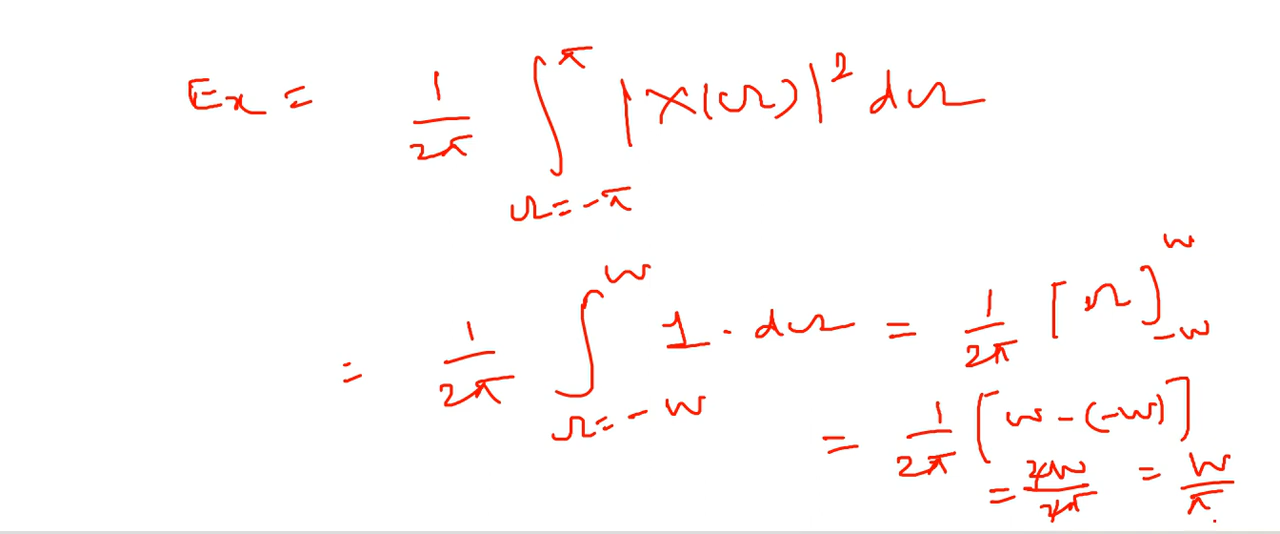 Ex = 1/2π ∫_{Ω=-π}^{π} |X(Ω)|² dΩ
= 1/2π ∫_{Ω=-W}^{W} 1 · dΩ = 1/2π [Ω]_{-W}^{W}
= 1/2π [W - (-W)]
= 2W/2π = W/π.